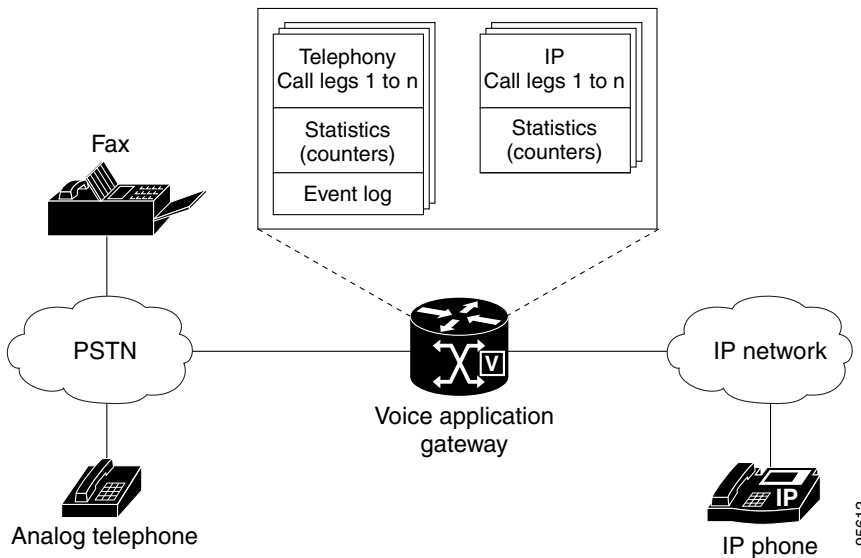 Telephony
Call legs 1 to n
Statistics
(counters)
Event log
IP
Call legs 1 to n
Statistics
(counters)
Fax
PSTN
V
IP network
Voice application
gateway
Analog telephone
IP
IP phone
95612